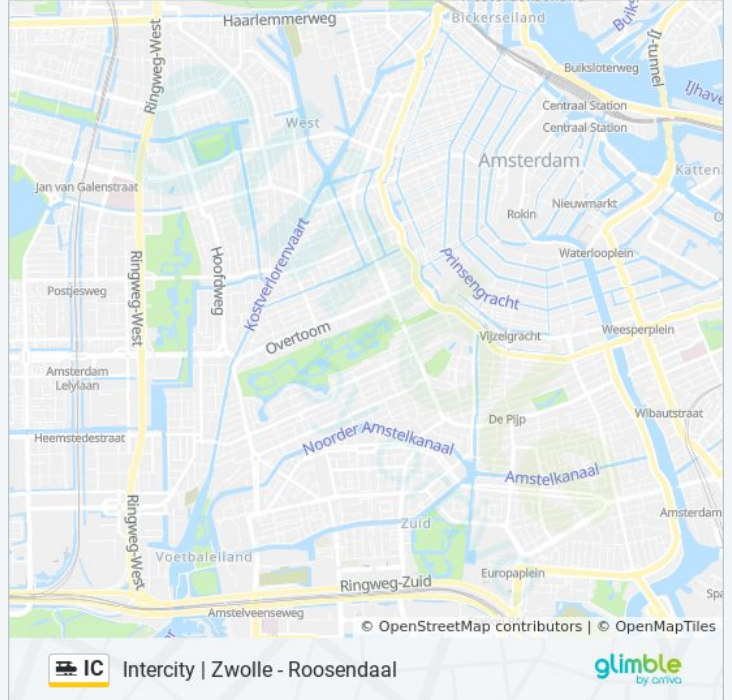 Haarlemmerweg
Bickerseiland
Ringweg-West
IJ-tunnel
Buiksloterweg
Centraal Station
Centraal Station
West
Amsterdam
Jan van Galenstraat
Nieuwmarkt
Rokin
Waterlooplein
Hoofdweg
Kostverlorenvaart
Prinsengracht
Ringweg-West
Postjesweg
Overtoom
Vijzelgracht
Weesperplein
Amsterdam
Lelylaan
De Pijp
Wibautstraat
Heemstedestraat
Noorder Amstelkanaal
Amstelkanaal
Ringweg-West
Amsterdam
Zuid
Voetbaleiland
Europaplein
Ringweg-Zuid
Amstelveenseweg
© OpenStreetMap contributors | © OpenMapTiles
IC Intercity | Zwolle - Roosendaal
glimble
by arriva